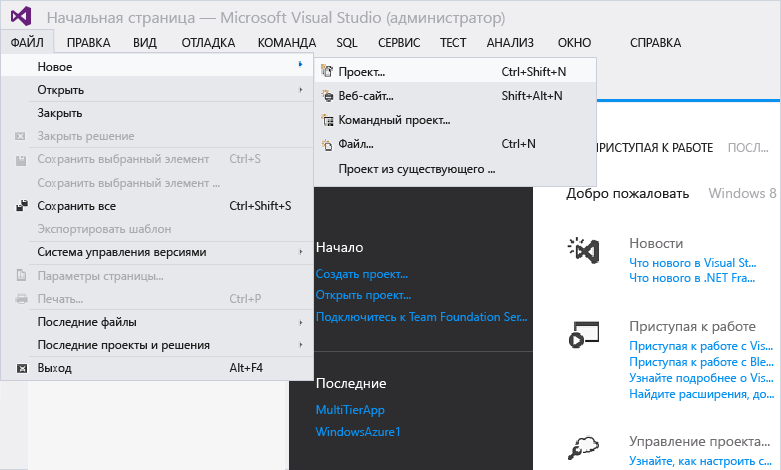 Начальная страница — Microsoft Visual Studio (администратор)
ФАЙЛ ПРАВКА ВИД ОТЛАДКА КОМАНДА SQL СЕРВИС ТЕСТ АНАЛИЗ ОКНО СПРАВКА
Новое
Открыть
Закрыть
Закрыть решение
Сохранить выбранный элемент Ctrl+S
Сохранить выбранный элемент ...
Сохранить все Ctrl+Shift+S
Экспортировать шаблон
Система управления версиями
Параметры страницы...
Печать... Ctrl+P
Последние файлы
Последние проекты и решения
Выход Alt+F4
Проект... Ctrl+Shift+N
Веб-сайт... Shift+Alt+N
Командный проект...
Файл... Ctrl+N
Проект из существующего ...
Начало
Создать проект...
Открыть проект...
Подключитесь к Team Foundation Ser...
Последние
MultiTierApp
WindowsAzure1
ПРИСТУПАЯ К РАБОТЕ ПОСЛ...
Добро пожаловать Windows 8
Новости
Что нового в Visual St...
Что нового в .NET Fra...
Приступая к работе
Приступая к работе с Vis...
Приступая к работе с Ble...
Узнайте подробнее о Vis...
Найдите расширения, до...
Управление проекта...
Узнайте, как настроить с...